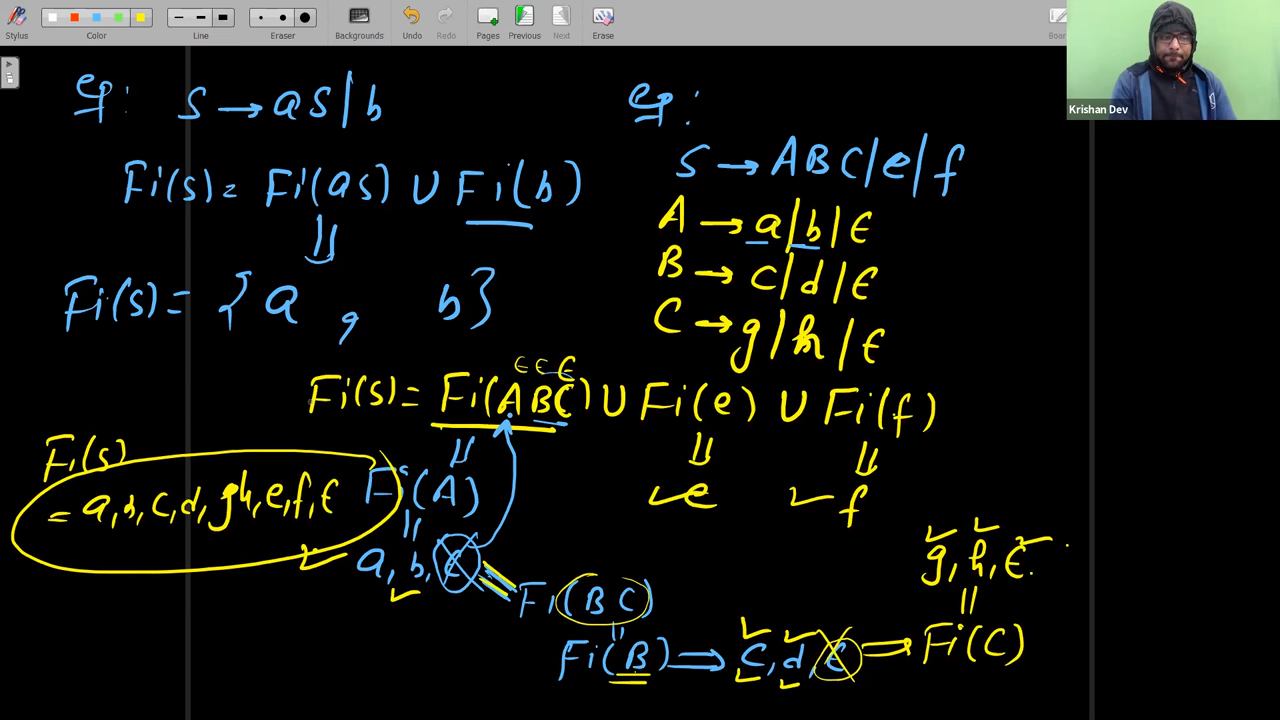 Stylus Color Line Eraser Backgrounds Undo Redo Pages Previous Next Erase
Krishan Dev
eg:
S → aS | b
Fi(S) = Fi(aS) ∪ Fi(b)
||
Fi(S) = { a , b }
eg:
S → ABC | e | f
A → a | b | ϵ
B → c | d | ϵ
C → g | h | ϵ
ϵ ϵ ϵ
Fi(S) = Fi(ABC) ∪ Fi(e) ∪ Fi(f)
|| || ||
Fi(A) e f
||
a, b, ϵ
Fi(BC)
||
Fi(B) ⇒ c, d, ϵ ⇒ Fi(C)
||
g, h, ϵ
Fi(S)
= a, b, c, d, g h, e, f, ϵ